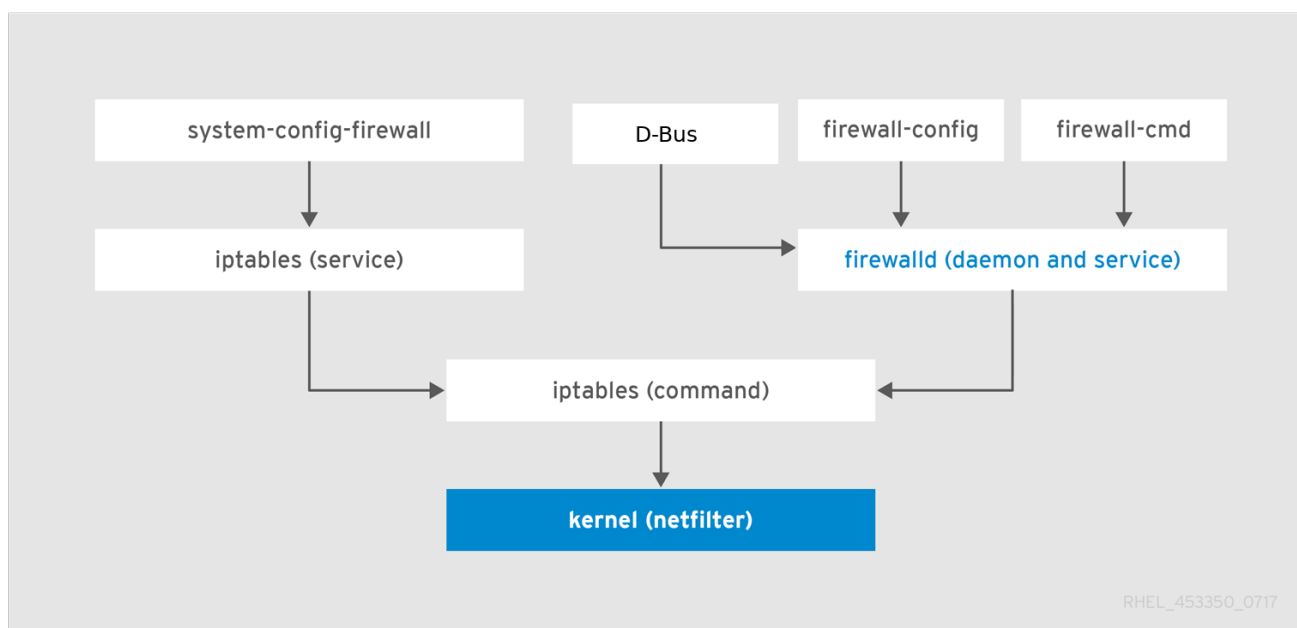 system-config-firewall
D-Bus
firewall-config
firewall-cmd
iptables (service)
firewalld (daemon and service)
iptables (command)
kernel (netfilter)
RHEL_453350_0717